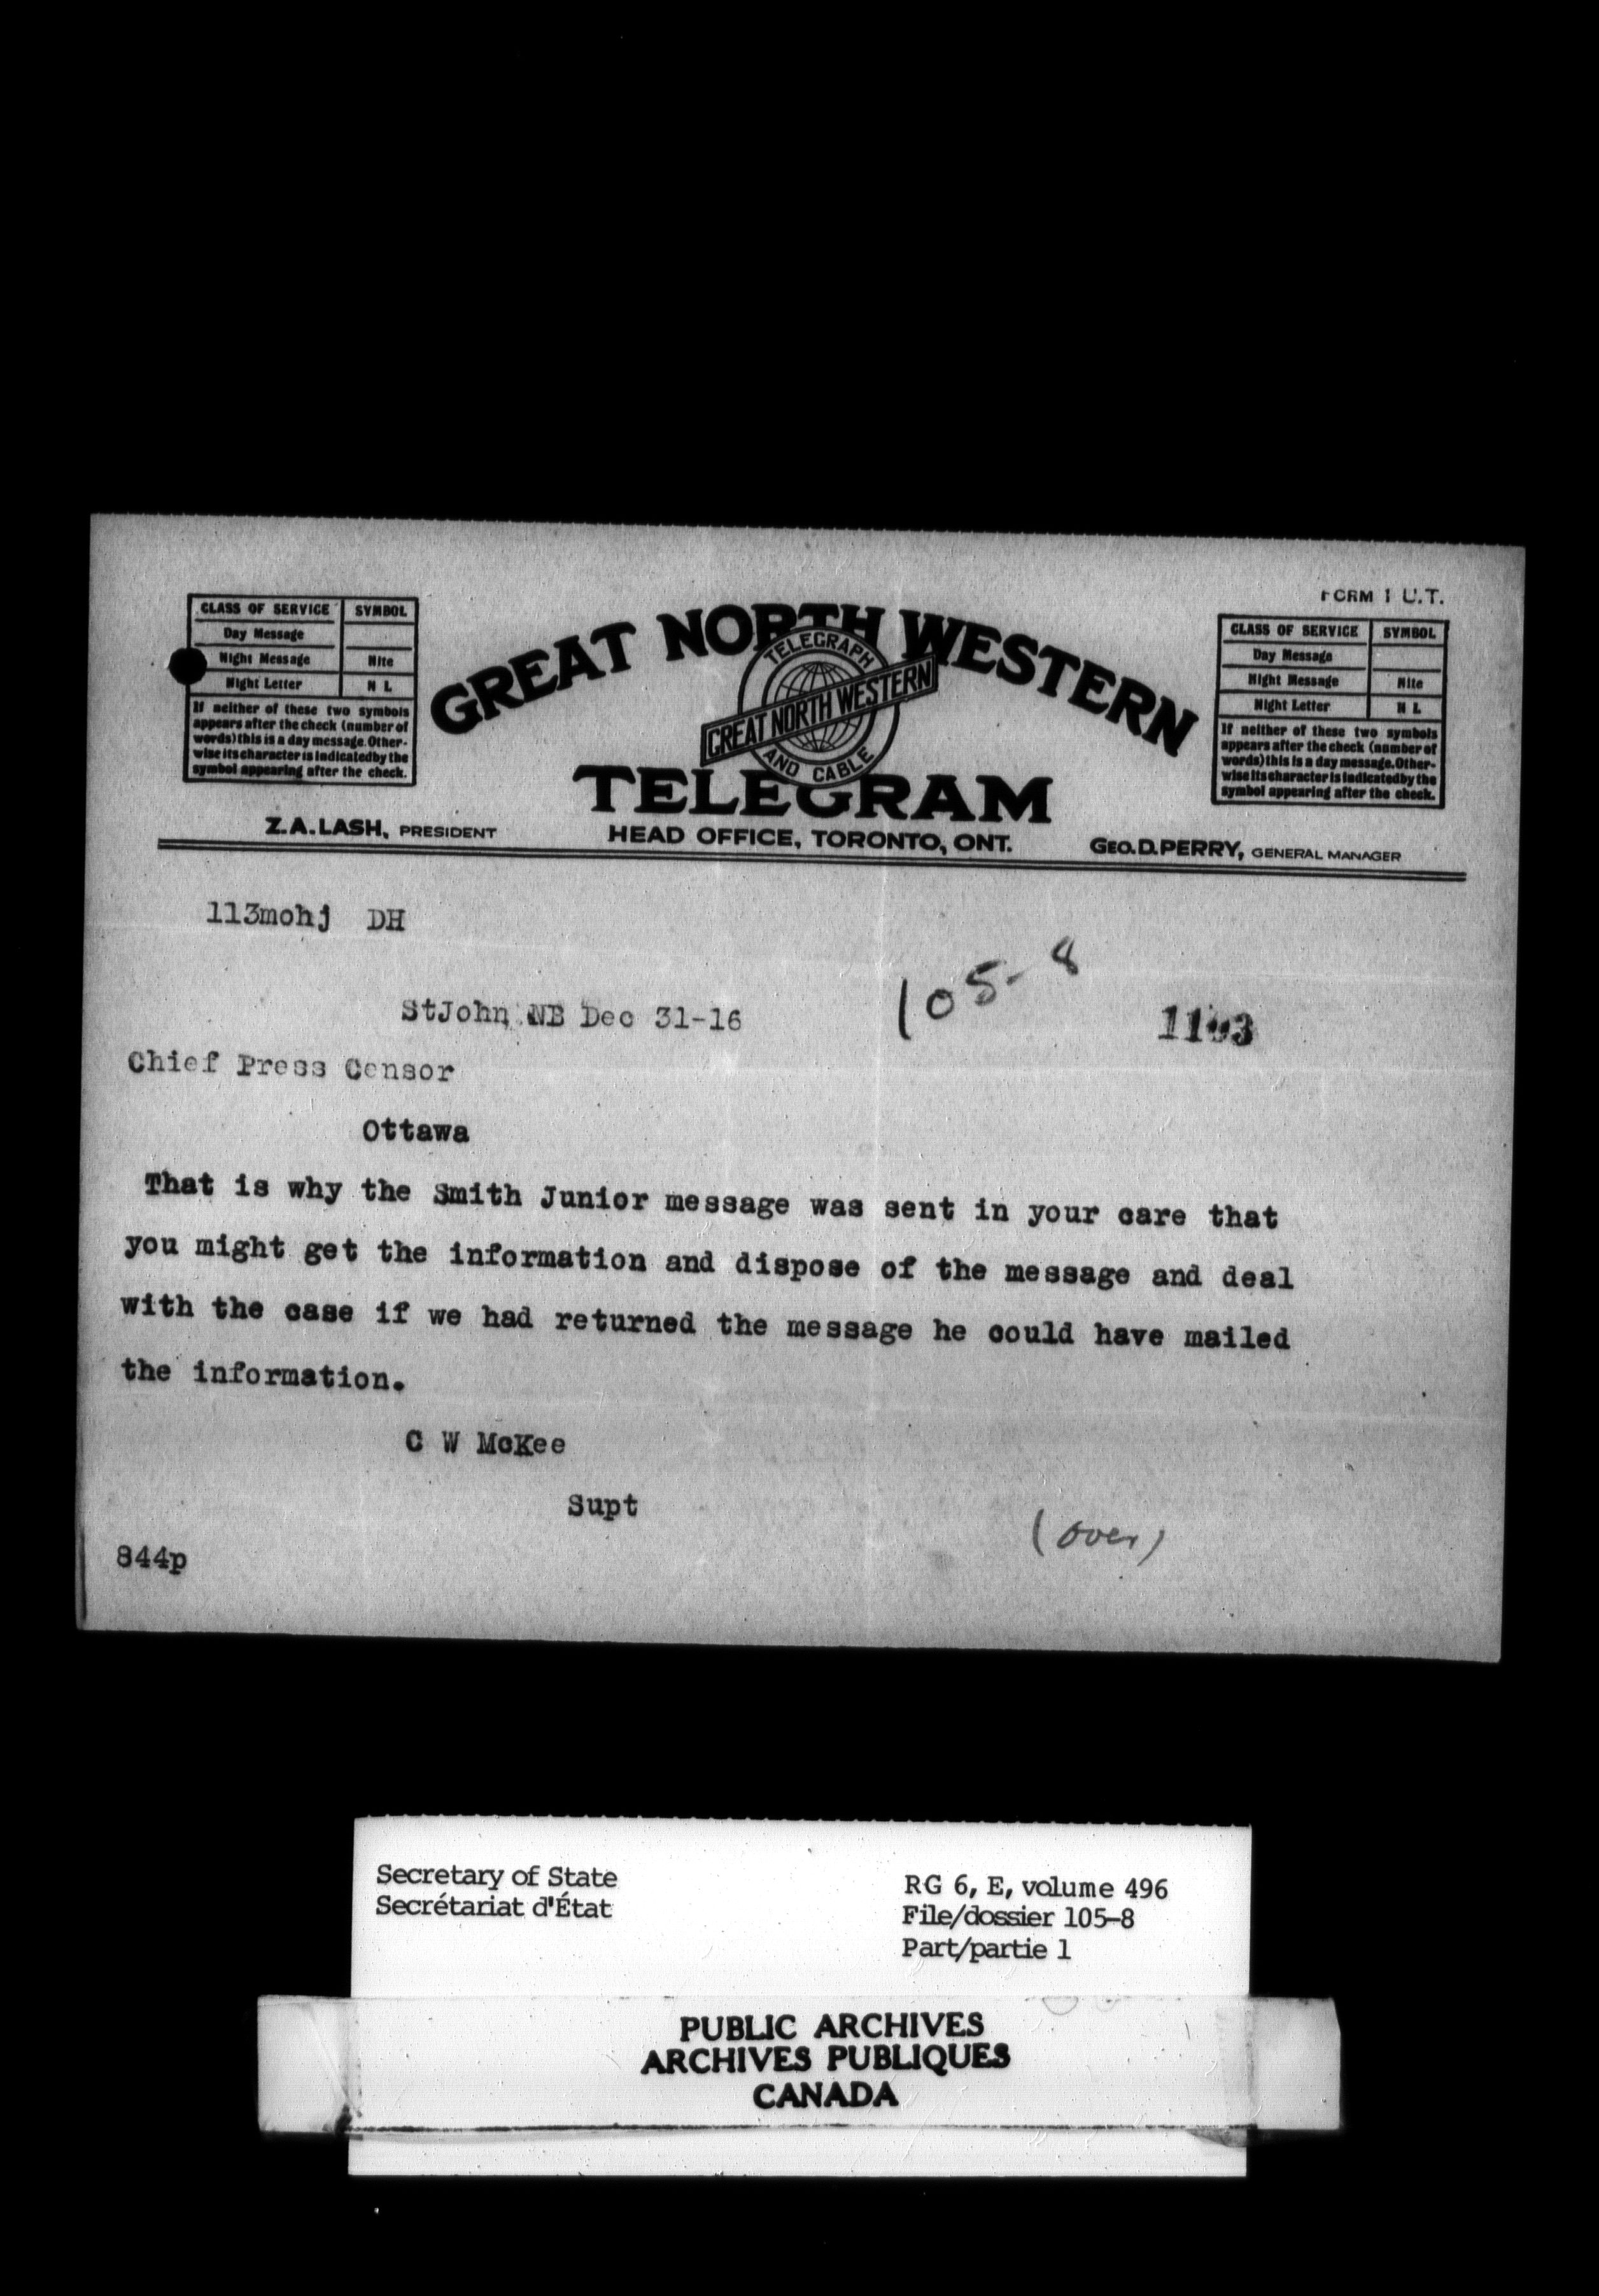 FORM 1 U.T.
CLASS OF SERVICE SYMBOL
Day Message
Night Message Nite
Night Letter N L
If neither of these two symbols
appears after the check (number of
words) this is a day message. Other-
wise its character is indicated by the
symbol appearing after the check.
GREAT NORTH WESTERN
TELEGRAPH
GREAT NORTH WESTERN
AND CABLE
TELEGRAM
CLASS OF SERVICE SYMBOL
Day Message
Night Message Nite
Night Letter N L
If neither of these two symbols
appears after the check (number of
words) this is a day message. Other-
wise its character is indicated by the
symbol appearing after the check.
Z. A. LASH, PRESIDENT
HEAD OFFICE, TORONTO, ONT.
GEO. D. PERRY, GENERAL MANAGER
113mohj DH
105-8
StJohn NB Dec 31-16
Chief Press Censor
Ottawa
That is why the Smith Junior message was sent in your care that
you might get the information and dispose of the message and deal
with the case if we had returned the message he could have mailed
the information.
C W McKee
Supt
(over)
844p
Secretary of State
Secrétariat d'État
RG 6, E, volume 496
File/dossier 105-8
Part/partie 1
PUBLIC ARCHIVES
ARCHIVES PUBLIQUES
CANADA